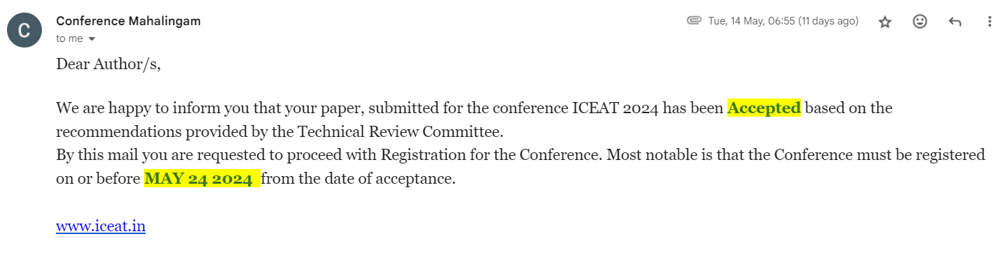 C
Conference Mahalingam
Tue, 14 May, 06:55 (11 days ago)
to me
Dear Author/s,
We are happy to inform you that your paper, submitted for the conference ICEAT 2024 has been Accepted based on the
recommendations provided by the Technical Review Committee.
By this mail you are requested to proceed with Registration for the Conference. Most notable is that the Conference must be registered
on or before MAY 24 2024 from the date of acceptance.
www.iceat.in